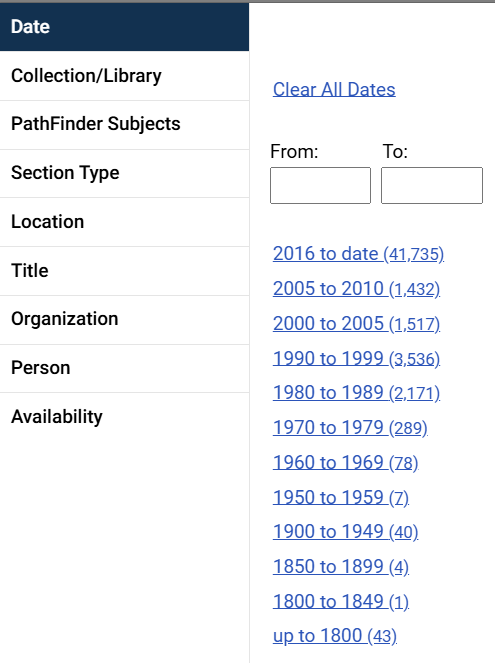 Date
Collection/Library
PathFinder Subjects
Section Type
Location
Title
Organization
Person
Availability
Clear All Dates
From: To:
2016 to date (41,735)
2005 to 2010 (1,432)
2000 to 2005 (1,517)
1990 to 1999 (3,536)
1980 to 1989 (2,171)
1970 to 1979 (289)
1960 to 1969 (78)
1950 to 1959 (7)
1900 to 1949 (40)
1850 to 1899 (4)
1800 to 1849 (1)
up to 1800 (43)